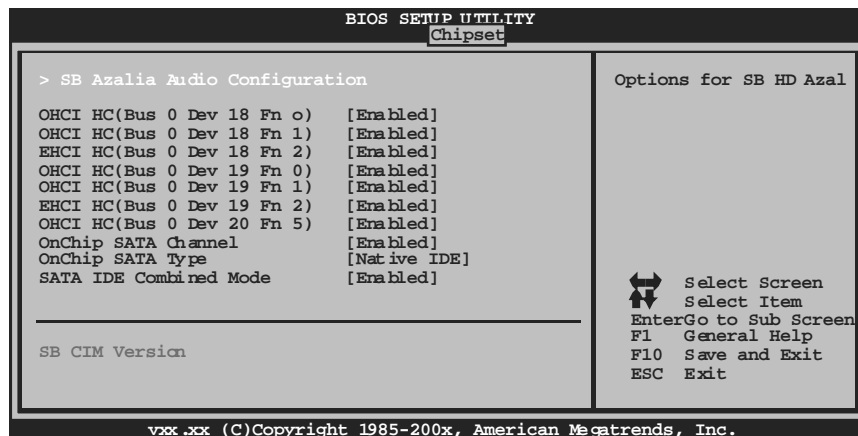 BIOS SETUP UTILITY
Chipset
> SB Azalia Audio Configuration
OHCI HC(Bus 0 Dev 18 Fn o) [Enabled]
OHCI HC(Bus 0 Dev 18 Fn 1) [Enabled]
EHCI HC(Bus 0 Dev 18 Fn 2) [Enabled]
OHCI HC(Bus 0 Dev 19 Fn 0) [Enabled]
OHCI HC(Bus 0 Dev 19 Fn 1) [Enabled]
EHCI HC(Bus 0 Dev 19 Fn 2) [Enabled]
OHCI HC(Bus 0 Dev 20 Fn 5) [Enabled]
OnChip SATA Channel [Enabled]
OnChip SATA Type [Native IDE]
SATA IDE Combined Mode [Enabled]
SB CIM Version
Options for SB HD Azal
Select Screen
Select Item
EnterGo to Sub Screen
F1 General Help
F10 Save and Exit
ESC Exit
vxx.xx (C)Copyright 1985-200x, American Megatrends, Inc.